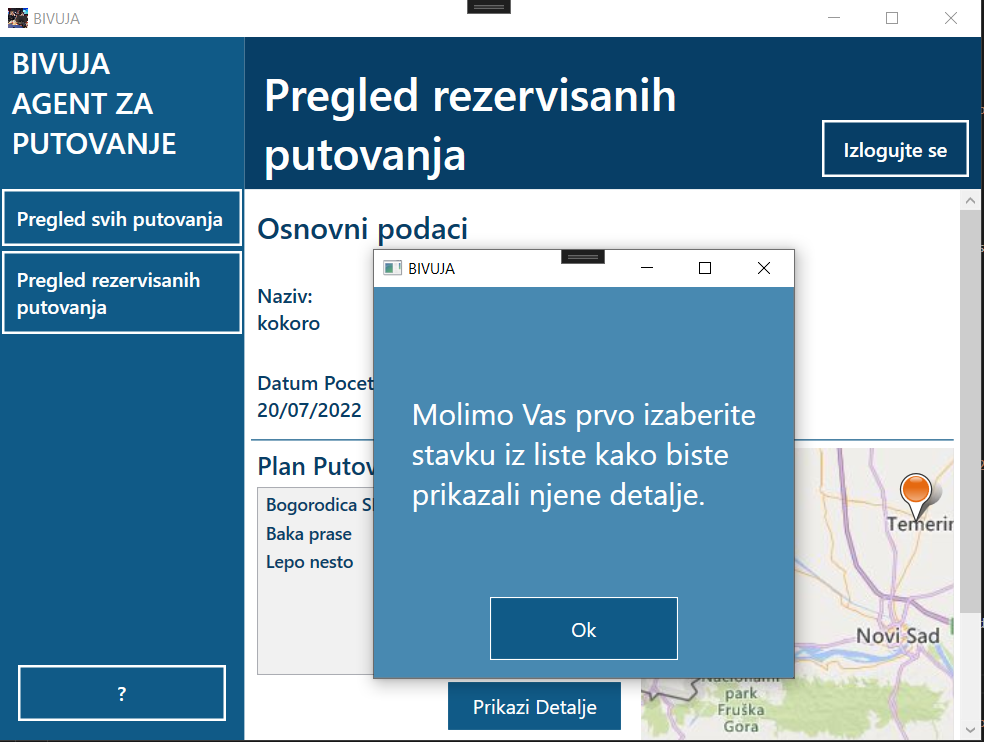 BIVUJA
BIVUJA
AGENT ZA
PUTOVANJE
Pregled svih putovanja
Pregled rezervisanih
putovanja
?
Pregled rezervisanih
putovanja
Izlogujte se
Osnovni podaci
Naziv:
kokoro
Datum Pocet
20/07/2022
Plan Putov
Bogorodica
Baka prase
Lepo nesto
Prikazi Detalje
BIVUJA
Molimo Vas prvo izaberite
stavku iz liste kako biste
prikazali njene detalje.
Ok
Temerin
Novi Sad
Nacionalni
park
Fruška
Gora